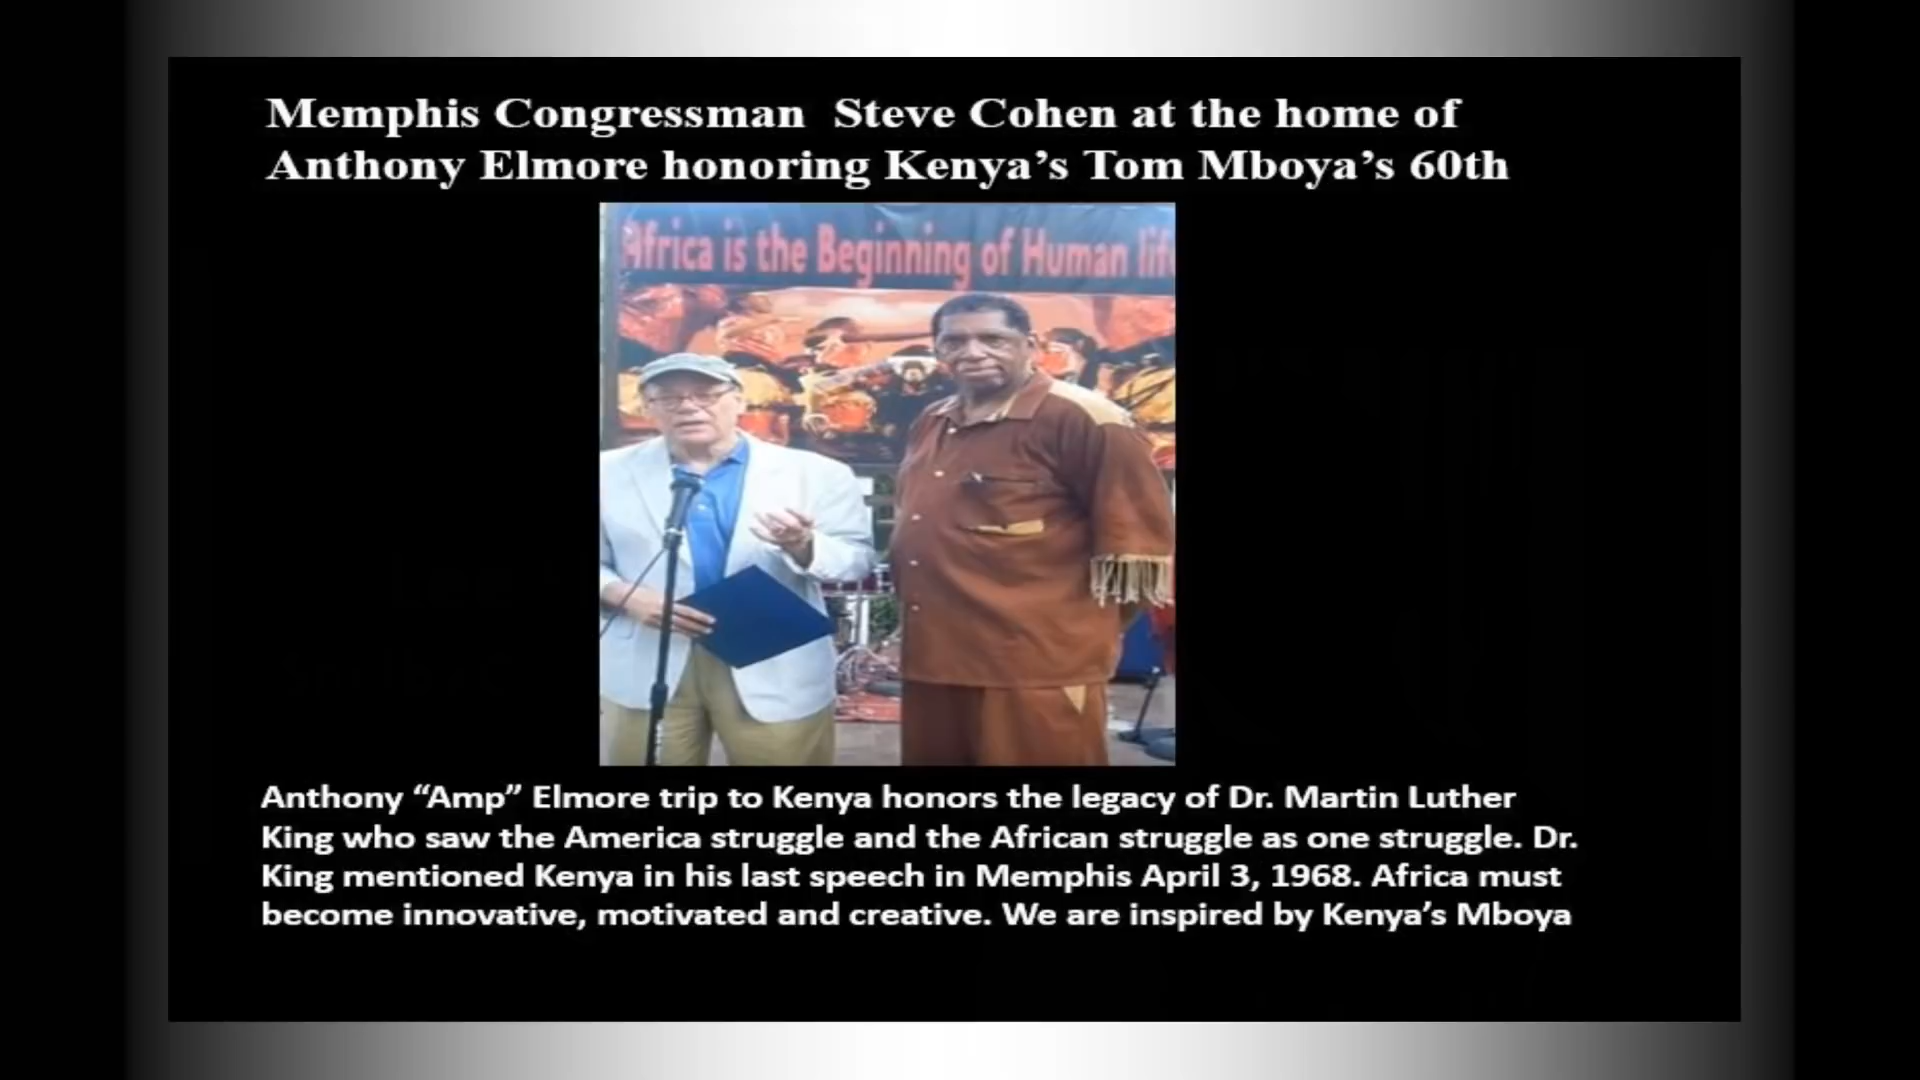 Memphis Congressman Steve Cohen at the home of
Anthony Elmore honoring Kenya's Tom Mboya's 60th
Africa is the Beginning of Human life
Anthony “Amp” Elmore trip to Kenya honors the legacy of Dr. Martin Luther
King who saw the America struggle and the African struggle as one struggle. Dr.
King mentioned Kenya in his last speech in Memphis April 3, 1968. Africa must
become innovative, motivated and creative. We are inspired by Kenya's Mboya